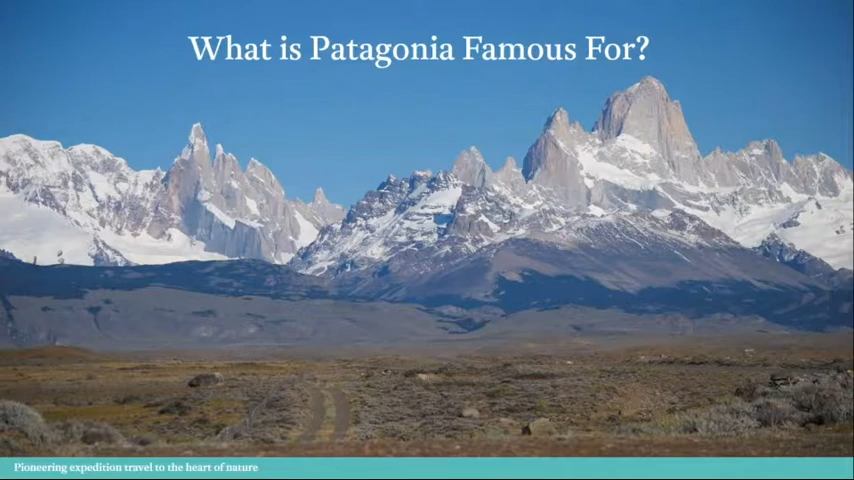 What is Patagonia Famous For?
Pioneering expedition travel to the heart of nature